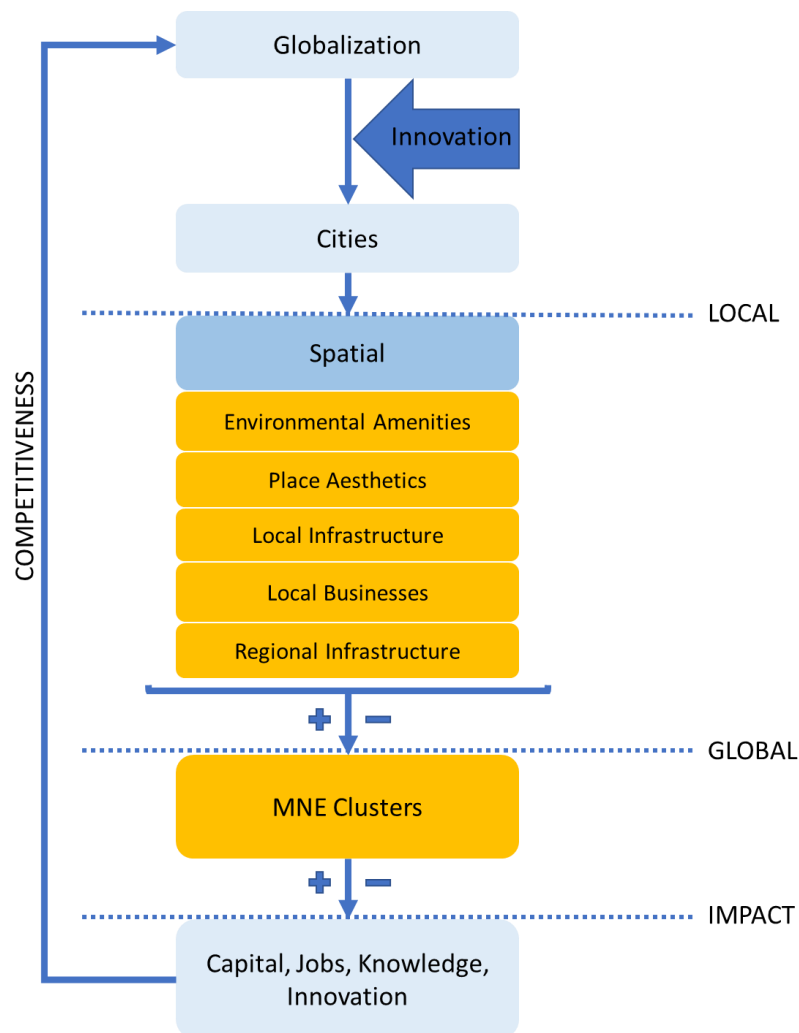 Globalization
Innovation
Cities
LOCAL
Spatial
Environmental Amenities
Place Aesthetics
Local Infrastructure
Local Businesses
Regional Infrastructure
COMPETITIVENESS
GLOBAL
MNE Clusters
IMPACT
Capital, Jobs, Knowledge,
Innovation